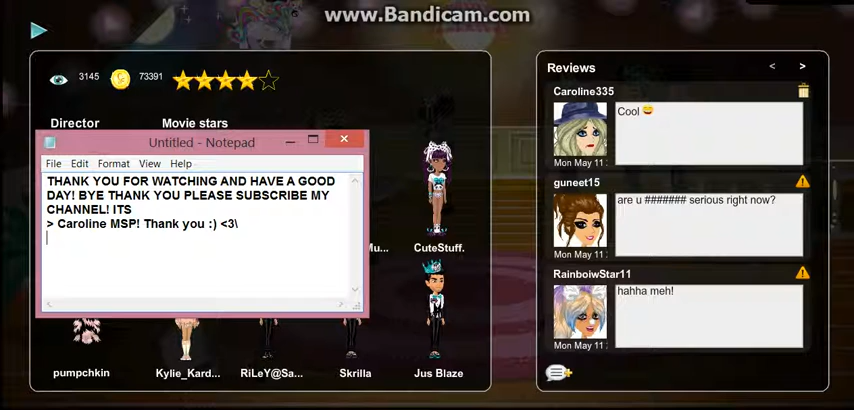 www.Bandicam.com
3145
73391
Director
Movie stars
Untitled - Notepad
File Edit Format View Help
THANK YOU FOR WATCHING AND HAVE A GOOD
DAY! BYE THANK YOU PLEASE SUBSCRIBE MY
CHANNEL! ITS
> Caroline MSP! Thank you :) <3\
Mu...
CuteStuff.
pumpchkin
Kylie_Kard...
RiLeY@Sa...
Skrilla
Jus Blaze
Reviews
< >
Caroline335
Cool 😄
Mon May 11
guneet15
are u ####### serious right now?
Mon May 11
RainboiwStar11
hahha meh!
Mon May 11